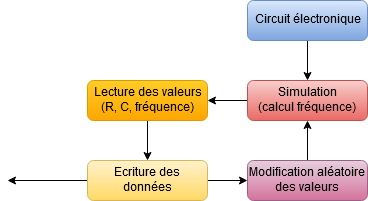 Circuit électronique
Lecture des valeurs
(R, C, fréquence)
Simulation
(calcul fréquence)
Ecriture des
données
Modification aléatoire
des valeurs